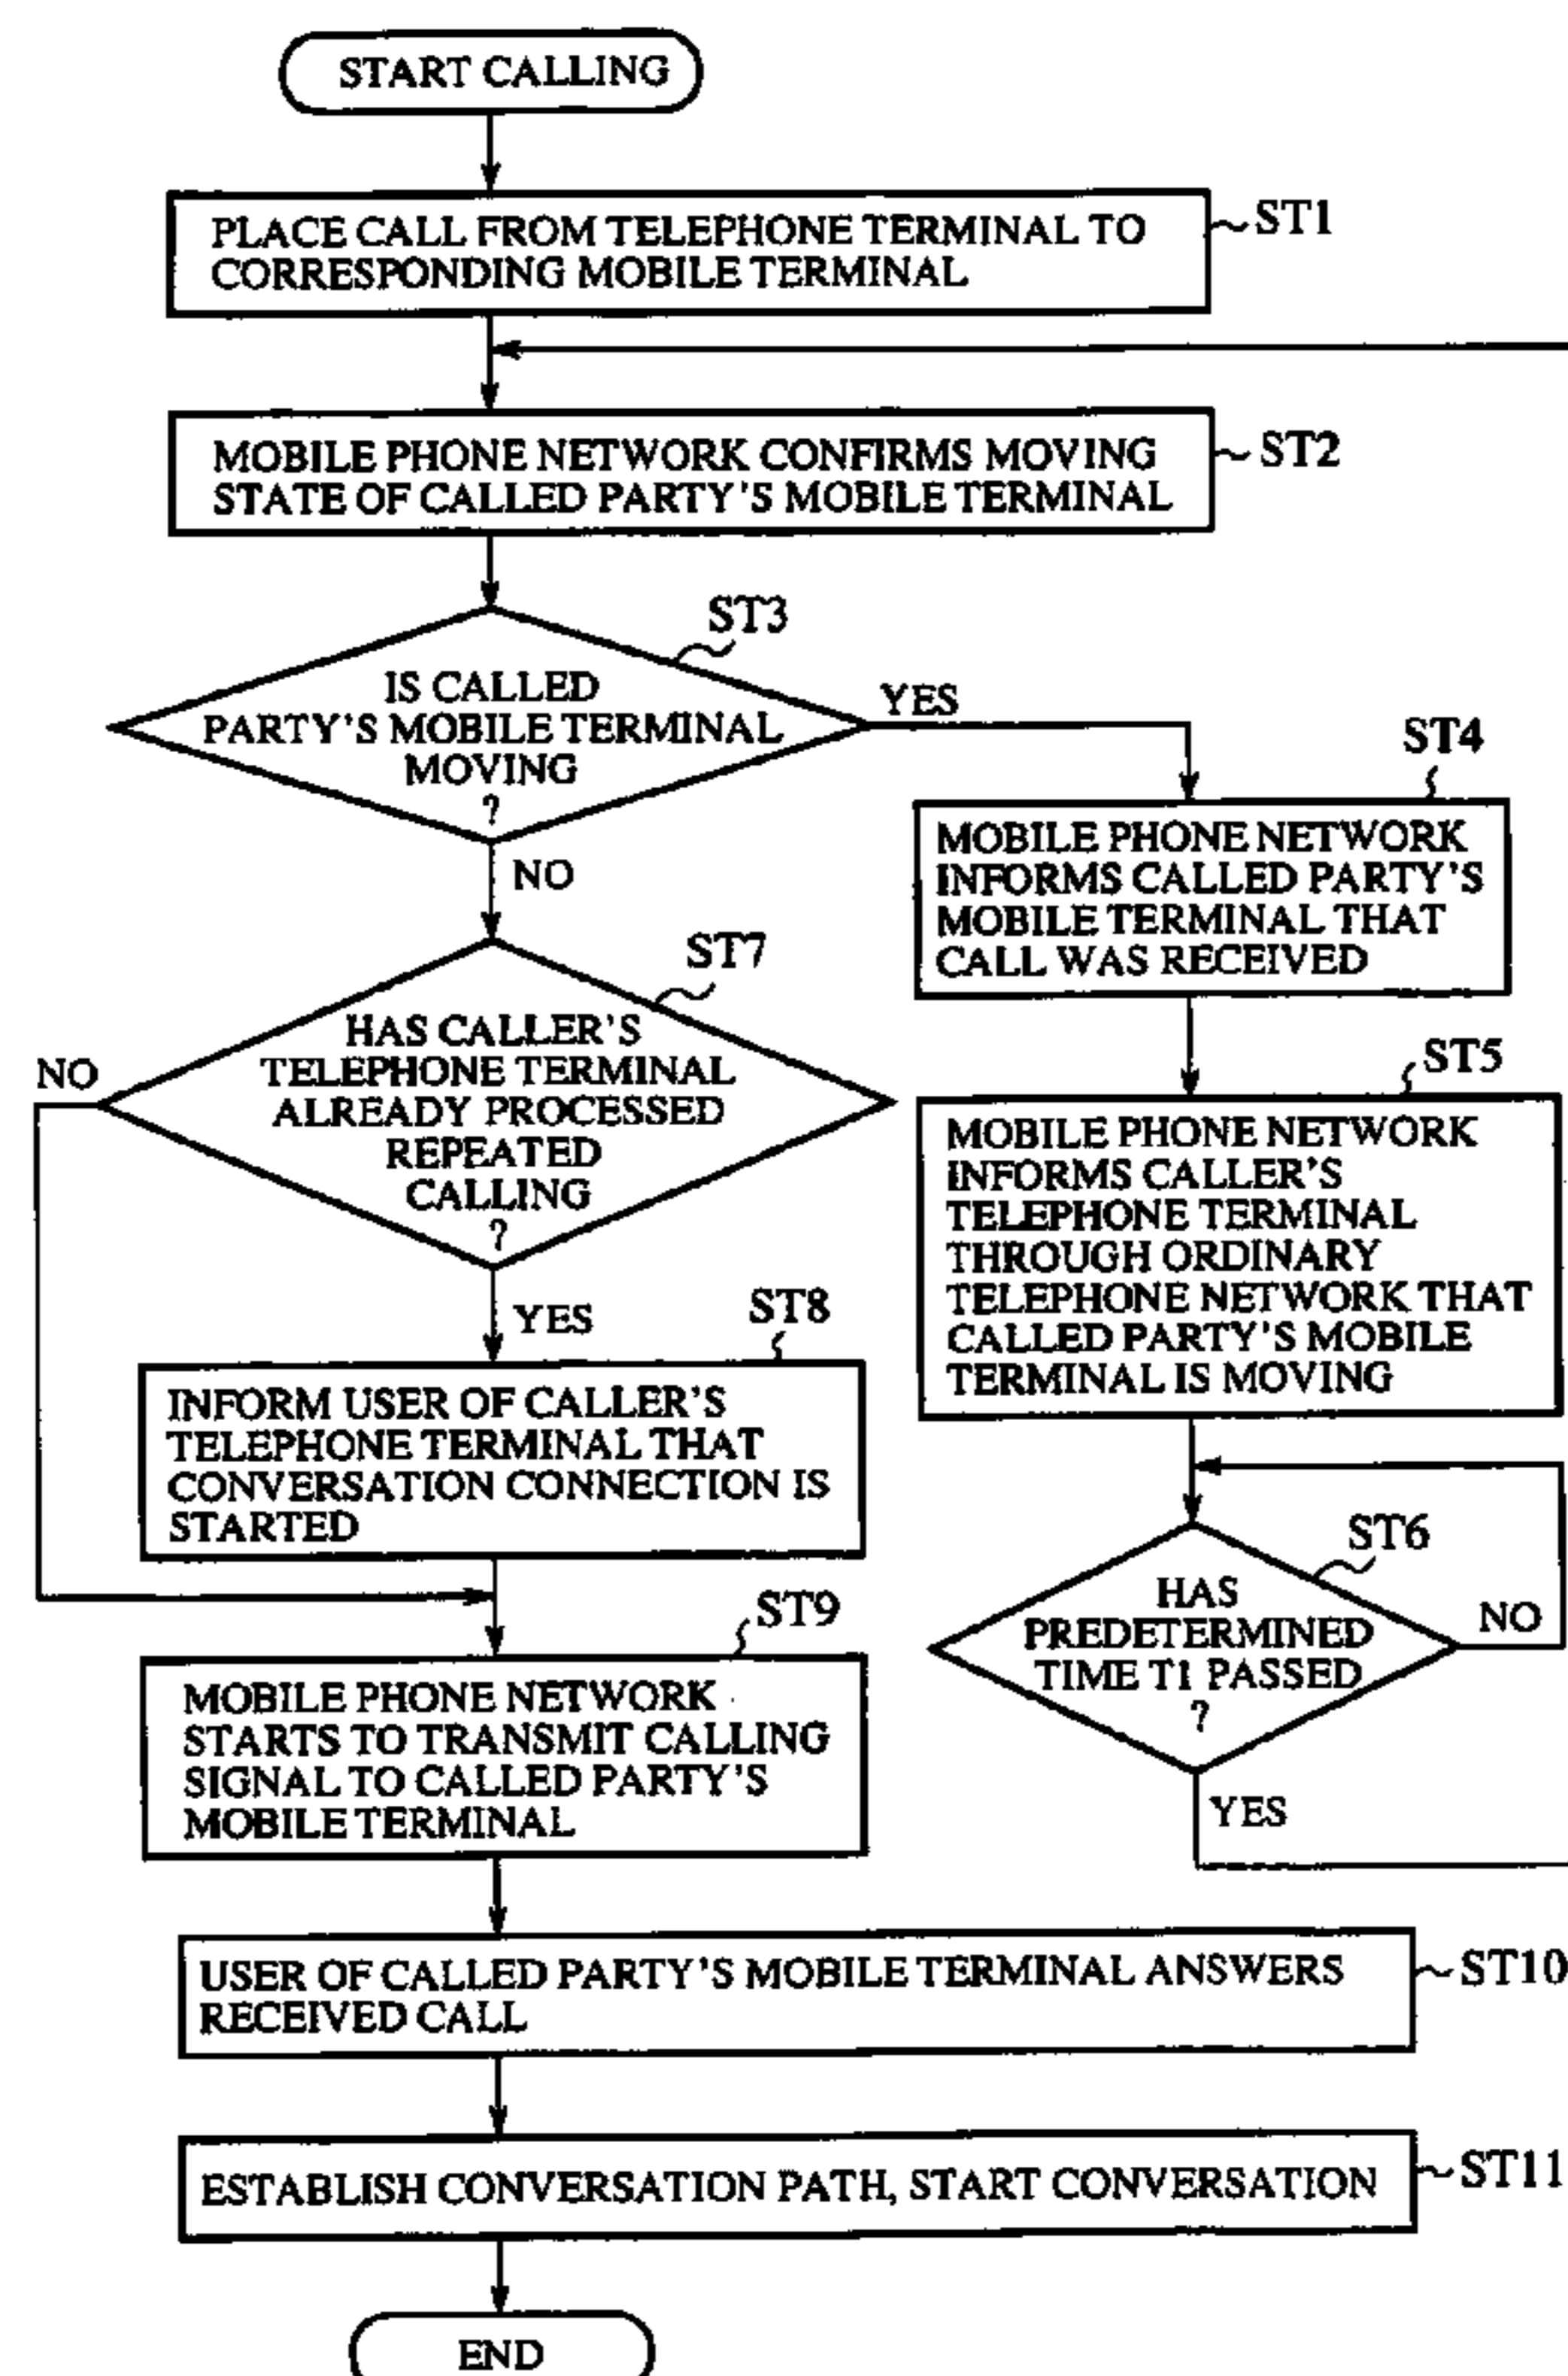 START CALLING
PLACE CALL FROM TELEPHONE TERMINAL TO
CORRESPONDING MOBILE TERMINAL
ST1
MOBILE PHONE NETWORK CONFIRMS MOVING
STATE OF CALLED PARTY'S MOBILE TERMINAL
ST2
ST3
IS CALLED
PARTY'S MOBILE TERMINAL
MOVING
?
YES
NO
ST4
MOBILE PHONE NETWORK
INFORMS CALLED PARTY'S
MOBILE TERMINAL THAT
CALL WAS RECEIVED
ST5
MOBILE PHONE NETWORK
INFORMS CALLER'S
TELEPHONE TERMINAL
THROUGH ORDINARY
TELEPHONE NETWORK THAT
CALLED PARTY'S MOBILE
TERMINAL IS MOVING
ST6
HAS
PREDETERMINED
TIME T1 PASSED
?
NO
YES
ST7
HAS CALLER'S
TELEPHONE TERMINAL
ALREADY PROCESSED
REPEATED
CALLING
?
NO
YES
ST8
INFORM USER OF CALLER'S
TELEPHONE TERMINAL THAT
CONVERSATION CONNECTION IS
STARTED
ST9
MOBILE PHONE NETWORK
STARTS TO TRANSMIT CALLING
SIGNAL TO CALLED PARTY'S
MOBILE TERMINAL
USER OF CALLED PARTY'S MOBILE TERMINAL ANSWERS
RECEIVED CALL
ST10
ESTABLISH CONVERSATION PATH, START CONVERSATION
ST11
END